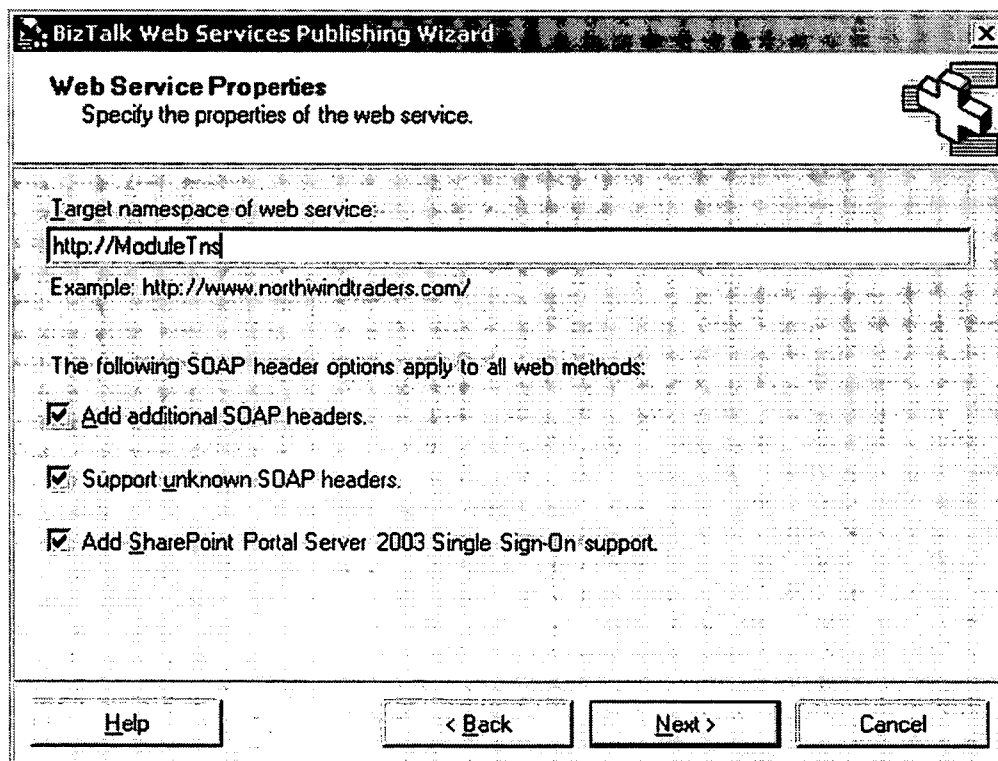 BizTalk Web Services Publishing Wizard
Web Service Properties
Specify the properties of the web service.
Target namespace of web service:
http://ModuleTns
Example: http://www.northwindtraders.com/
The following SOAP header options apply to all web methods:
Add additional SOAP headers.
Support unknown SOAP headers.
Add SharePoint Portal Server 2003 Single Sign-On support.
Help
< Back
Next >
Cancel